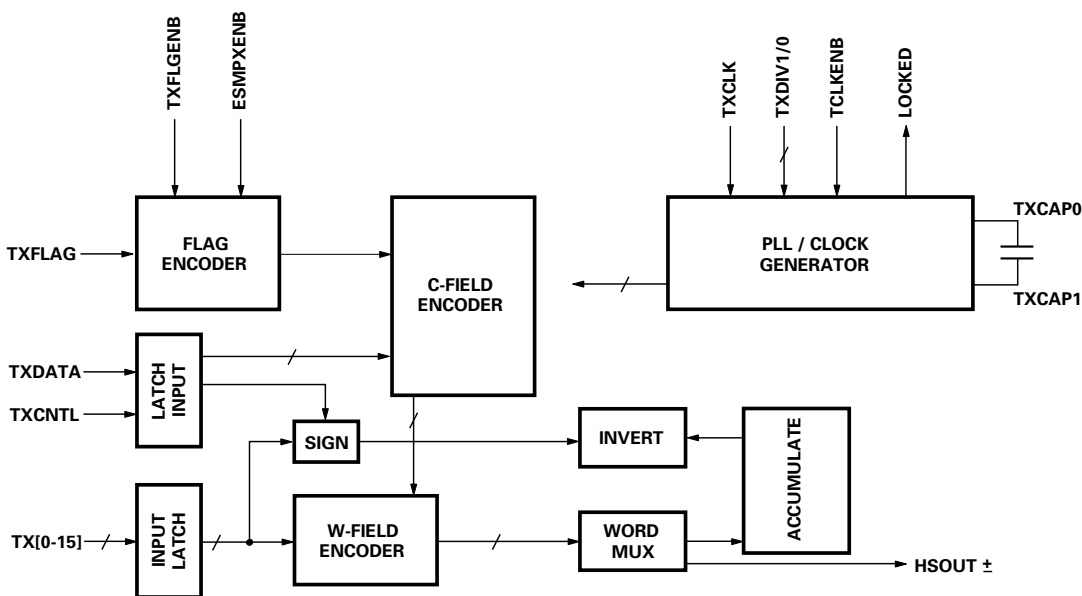 TXFLGENB
ESMPXENB
TXCLK
TXDIV1/0
TCLKENB
LOCKED
TXFLAG
FLAG
ENCODER
C-FIELD
ENCODER
PLL / CLOCK
GENERATOR
TXCAP0
TXCAP1
TXDATA
TXCNTL
LATCH
INPUT
SIGN
INVERT
ACCUMULATE
TX[0-15]
INPUT
LATCH
W-FIELD
ENCODER
WORD
MUX
HSOUT ±